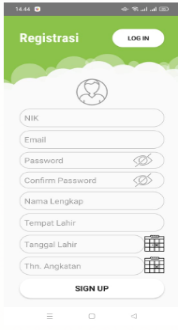 14.44
Registrasi
LOG IN
NIK
Email
Password
Confirm Password
Nama Lengkap
Tempat Lahir
Tanggal Lahir
Thn. Angkatan
SIGN UP